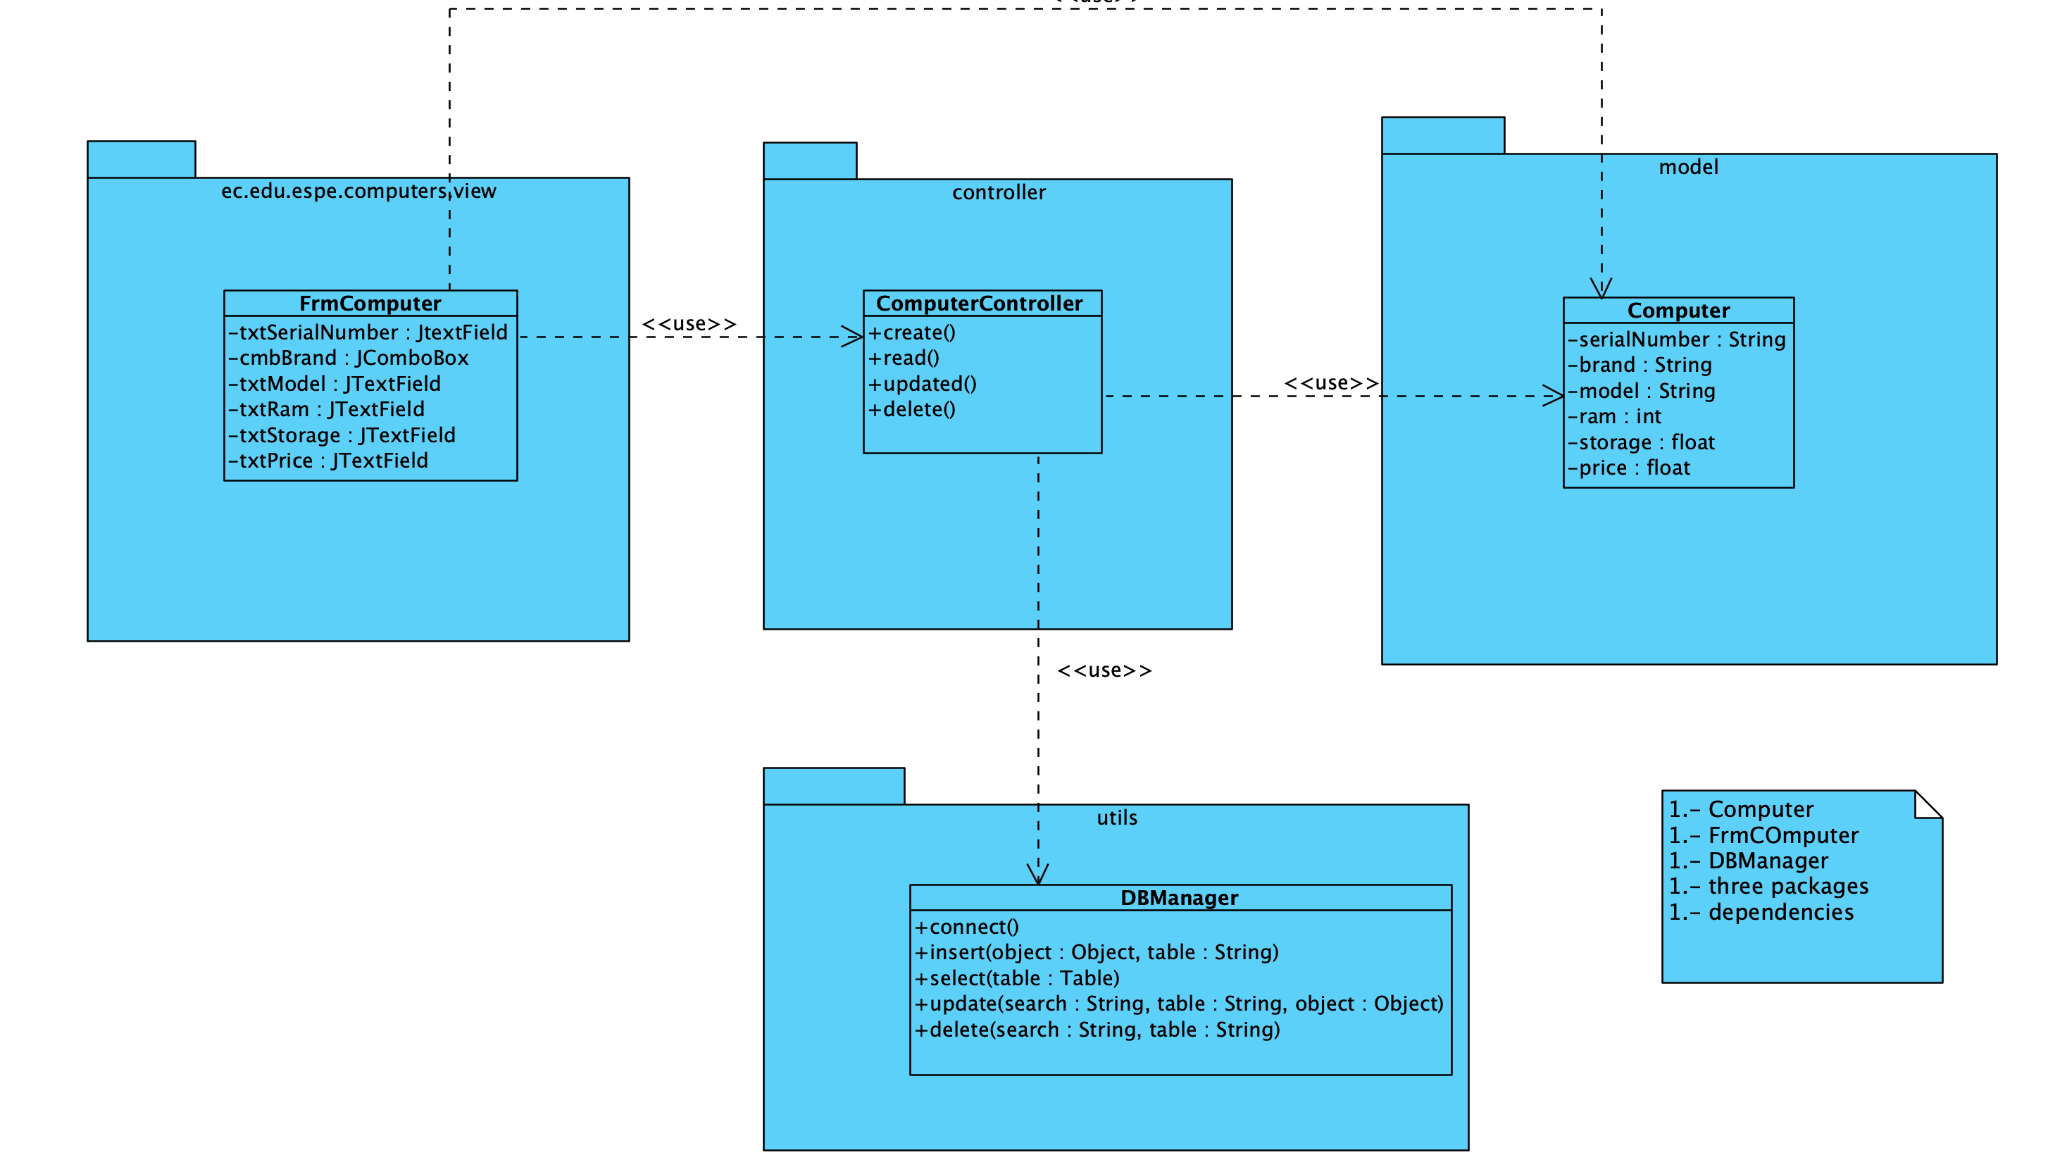 <<use>>
ec.edu.espe.computers.view
FrmComputer
-txtSerialNumber : JtextField
-cmbBrand : JComboBox
-txtModel : JTextField
-txtRam : JTextField
-txtStorage : JTextField
-txtPrice : JTextField
<<use>>
controller
ComputerController
+create()
+read()
+updated()
+delete()
<<use>>
model
Computer
-serialNumber : String
-brand : String
-model : String
-ram : int
-storage : float
-price : float
<<use>>
utils
DBManager
+connect()
+insert(object : Object, table : String)
+select(table : Table)
+update(search : String, table : String, object : Object)
+delete(search : String, table : String)
1.- Computer
1.- FrmCOmputer
1.- DBManager
1.- three packages
1.- dependencies